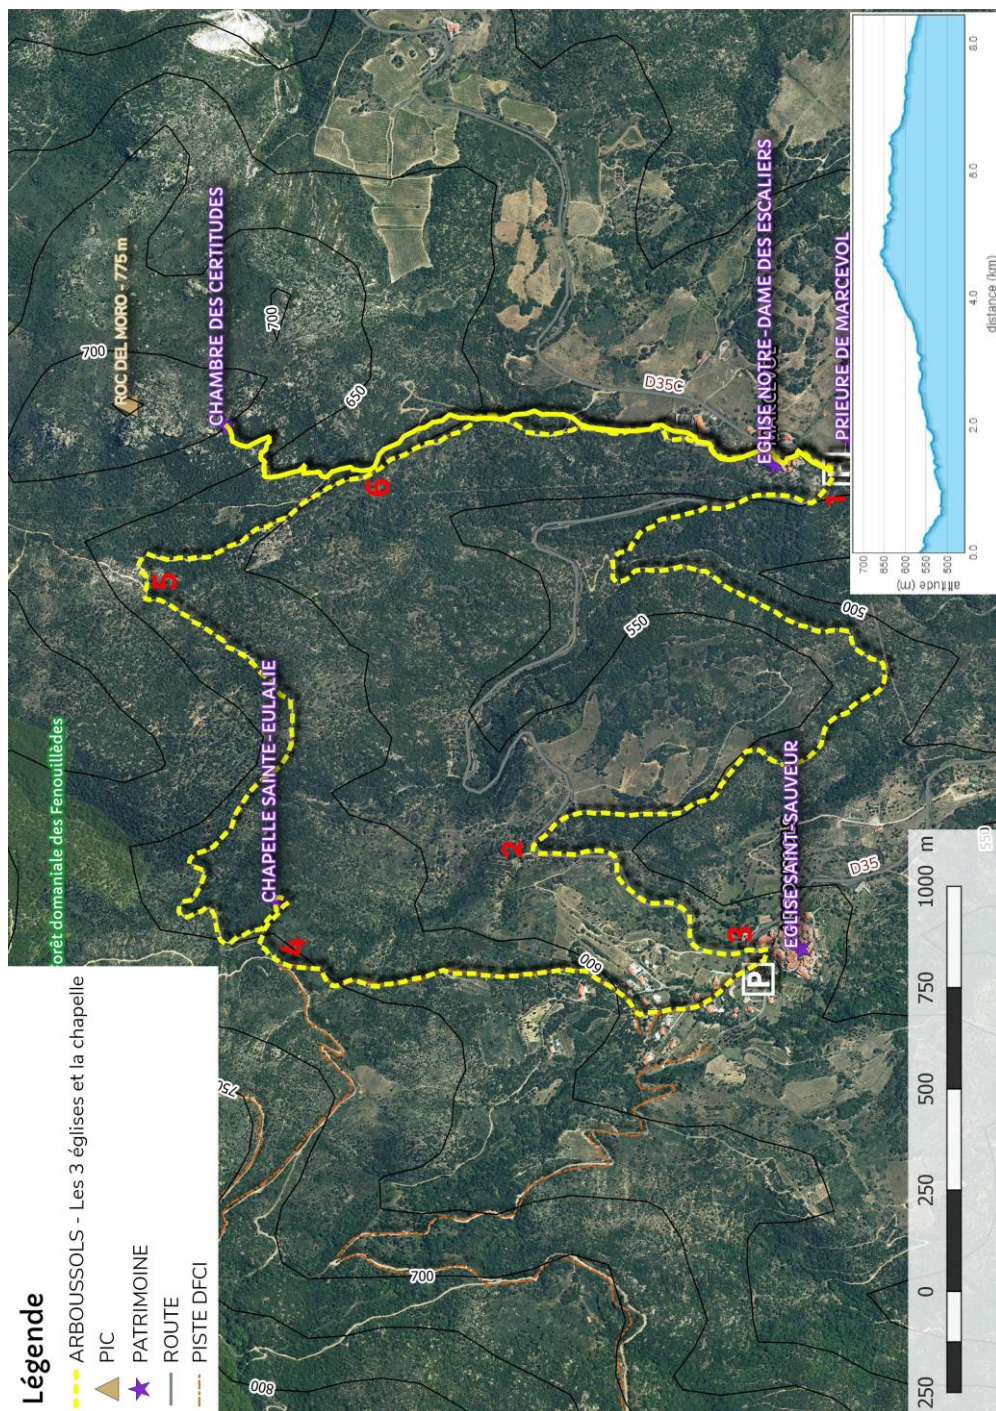 Légende
ARBOUSSOLS - Les 3 églises et la chapelle
PIC
PATRIMOINE
ROUTE
PISTE DFCI
orêt domaniale des Fenouillèdes
ROC DEL MORO - 775 m
CHAMBRE DES CERTITUDES
CHAPELLE SAINTE-EULALIE
EGLISE NOTRE-DAME DES ESCALIERS
PRIEURE DE MARCEVOL
EGLISE SAINT-SAUVEUR
1
2
3
4
5
6
P
D35C
D35
700
700
650
550
500
600
750
700
800
550
250 0 250 500 750 1000 m
altitude (m)
700
650
600
550
500
0.0 2.0 4.0 6.0 8.0
distance (km)